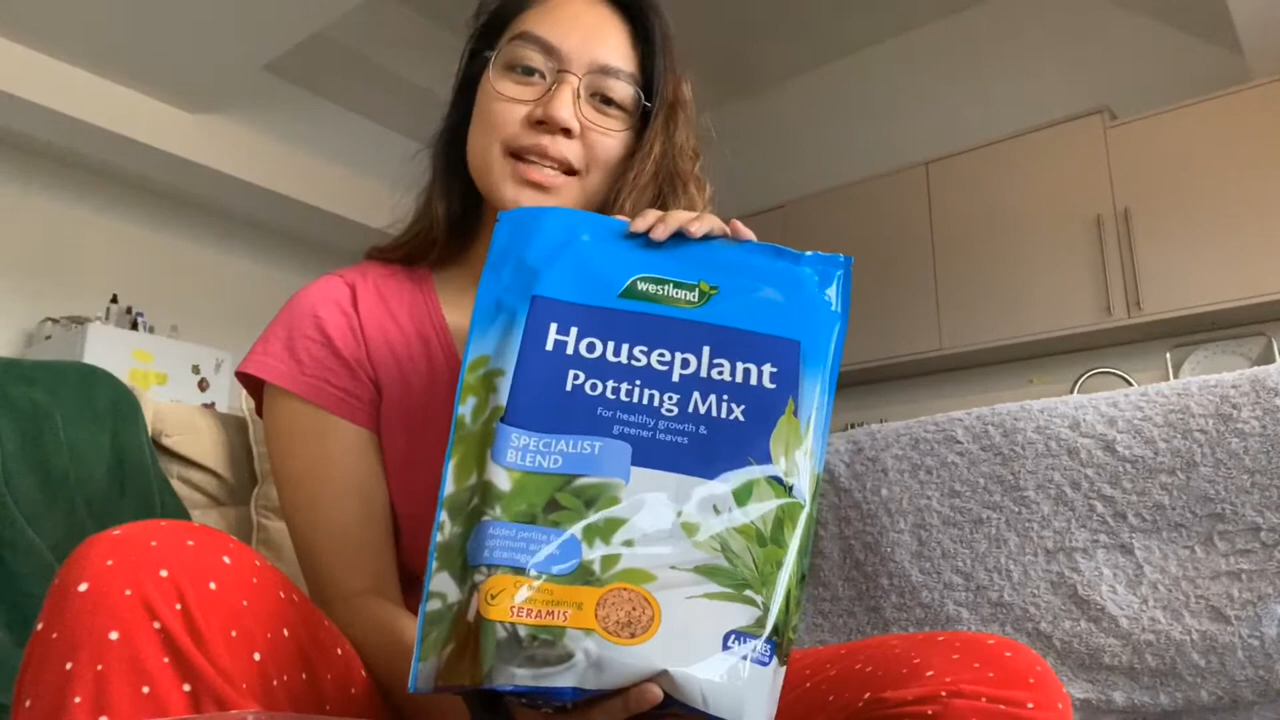 westland
Houseplant
Potting Mix
For healthy growth &
greener leaves
SPECIALIST
BLEND
Added perlite for
optimum airflow
& drainage
Contains
water-retaining
SERAMIS
4 LITRES